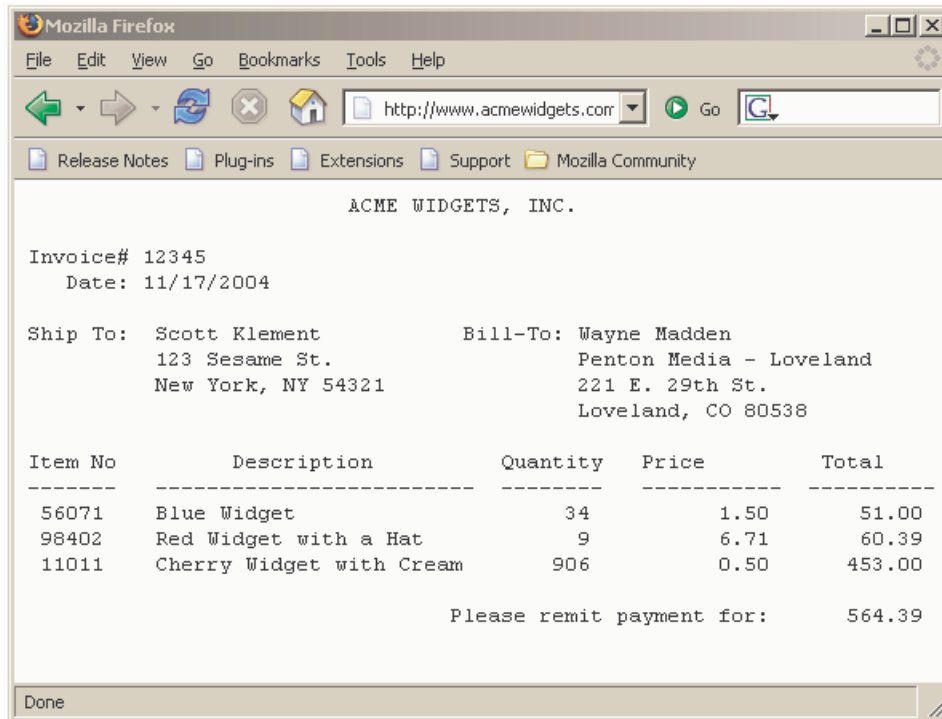 Mozilla Firefox
File Edit View Go Bookmarks Tools Help
http://www.acmewidgets.com Go G
Release Notes Plug-ins Extensions Support Mozilla Community
ACME WIDGETS, INC.
Invoice# 12345
Date: 11/17/2004
Ship To: Scott Klement Bill-To: Wayne Madden
123 Sesame St. Penton Media - Loveland
New York, NY 54321 221 E. 29th St.
Loveland, CO 80538
Item No Description Quantity Price Total
------- ------------------------- -------- ----------- ----------
56071 Blue Widget 34 1.50 51.00
98402 Red Widget with a Hat 9 6.71 60.39
11011 Cherry Widget with Cream 906 0.50 453.00
Please remit payment for: 564.39
Done